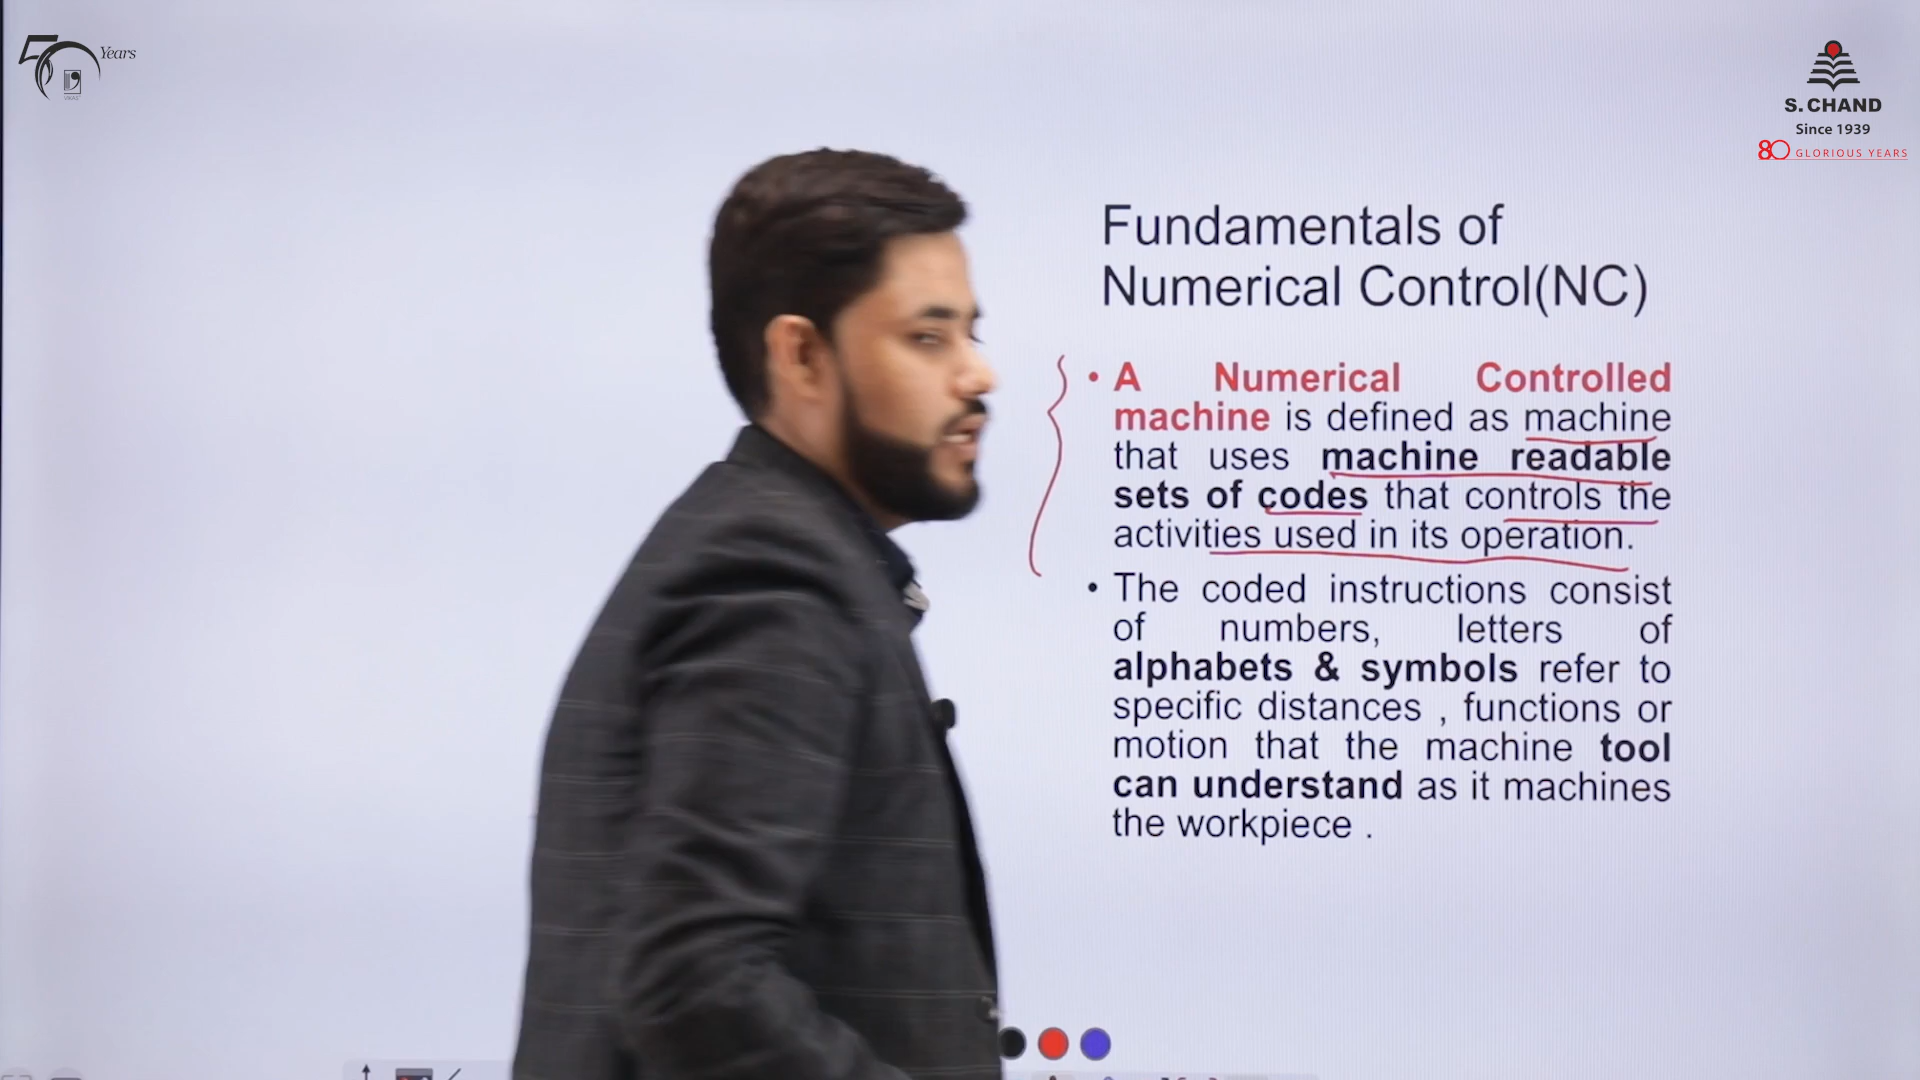 50 Years
VIKAS
S. CHAND
Since 1939
80 GLORIOUS YEARS
Fundamentals of
Numerical Control(NC)
• A Numerical Controlled
machine is defined as machine
that uses machine readable
sets of codes that controls the
activities used in its operation.
• The coded instructions consist
of numbers, letters of
alphabets & symbols refer to
specific distances , functions or
motion that the machine tool
can understand as it machines
the workpiece .